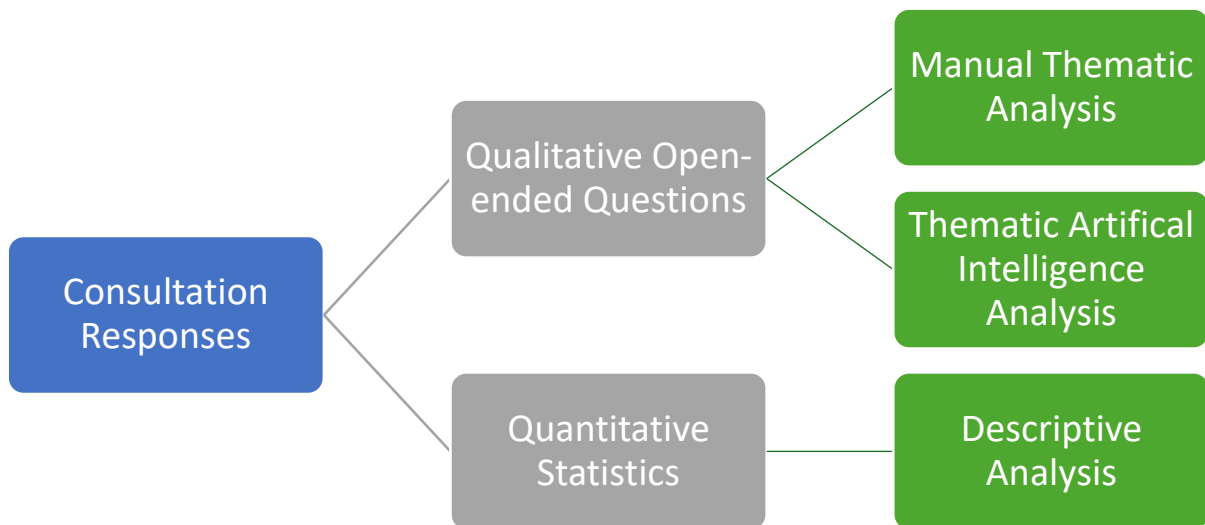 Consultation
Responses
Qualitative Open-
ended Questions
Quantitative
Statistics
Manual Thematic
Analysis
Thematic Artifical
Intelligence
Analysis
Descriptive
Analysis